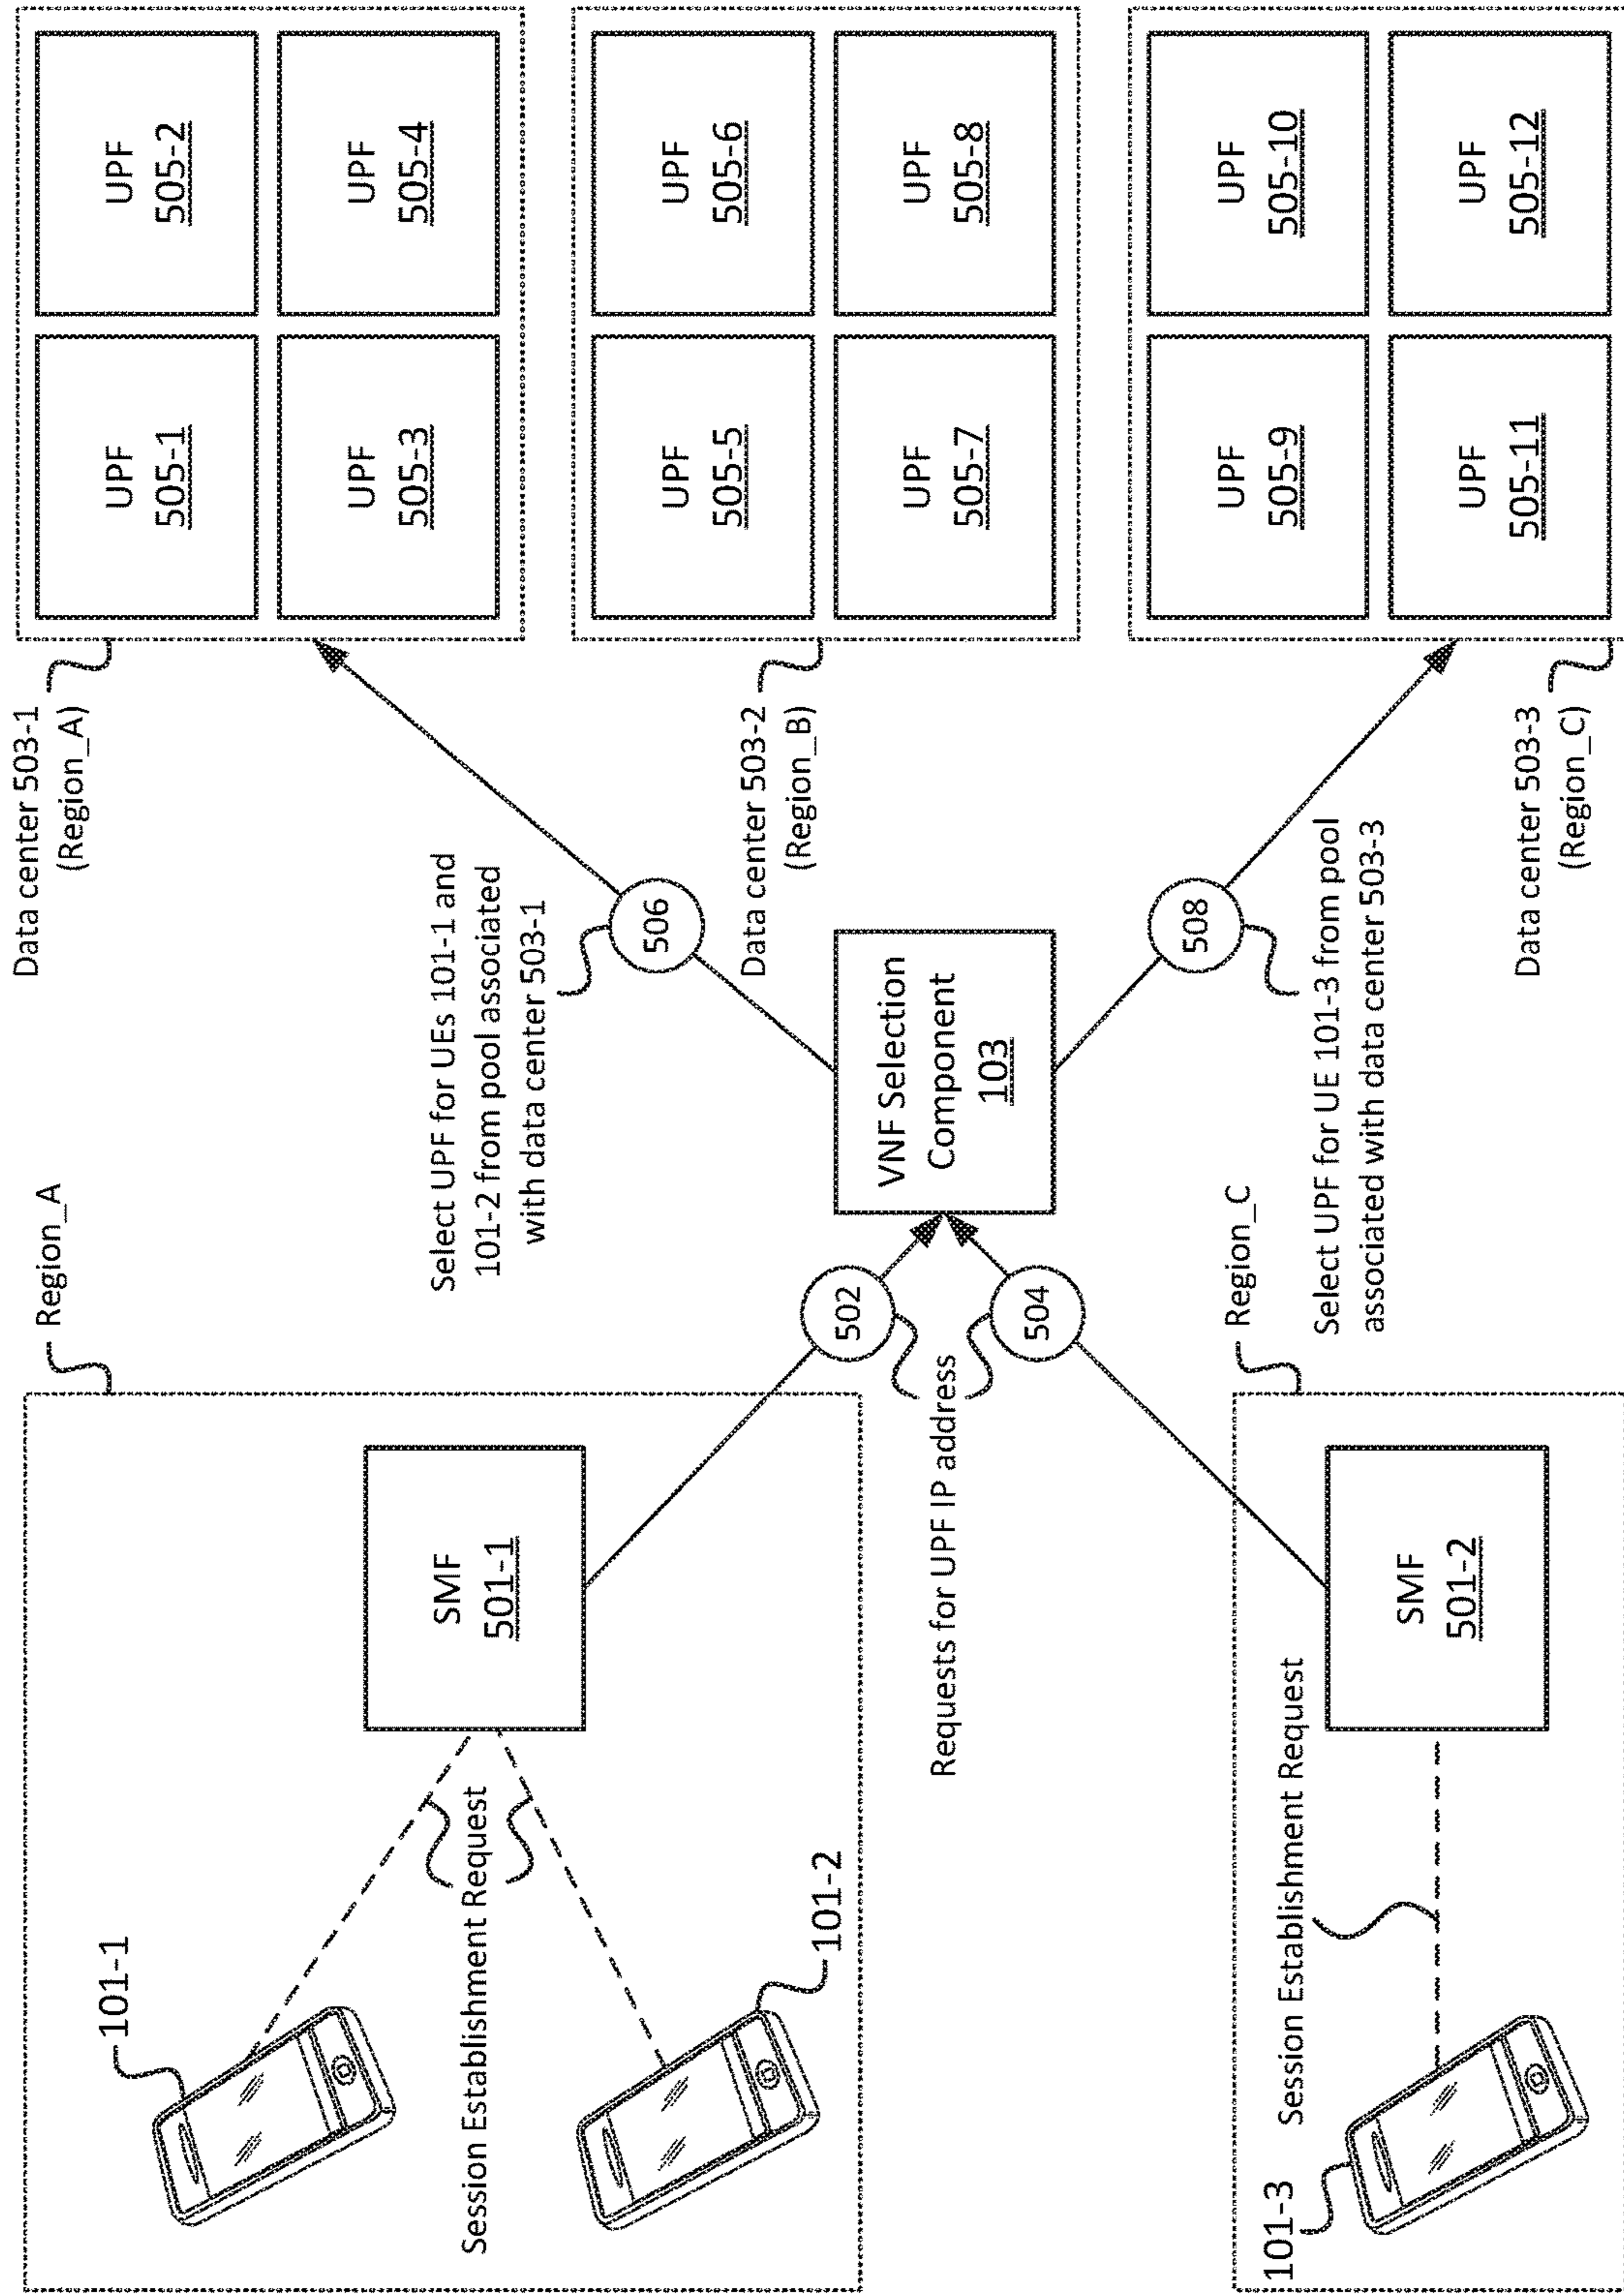 101-1
Session Establishment Request
101-2
SMF
501-1
Region_A
Requests for UPF IP address
502
504
101-3
Session Establishment Request
SMF
501-2
Region_C
VNF Selection
Component
103
Select UPF for UEs 101-1 and
101-2 from pool associated
with data center 503-1
506
508
Select UPF for UE 101-3 from pool
associated with data center 503-3
Data center 503-1
(Region_A)
UPF
505-1
UPF
505-2
UPF
505-3
UPF
505-4
Data center 503-2
(Region_B)
UPF
505-5
UPF
505-6
UPF
505-7
UPF
505-8
Data center 503-3
(Region_C)
UPF
505-9
UPF
505-10
UPF
505-11
UPF
505-12